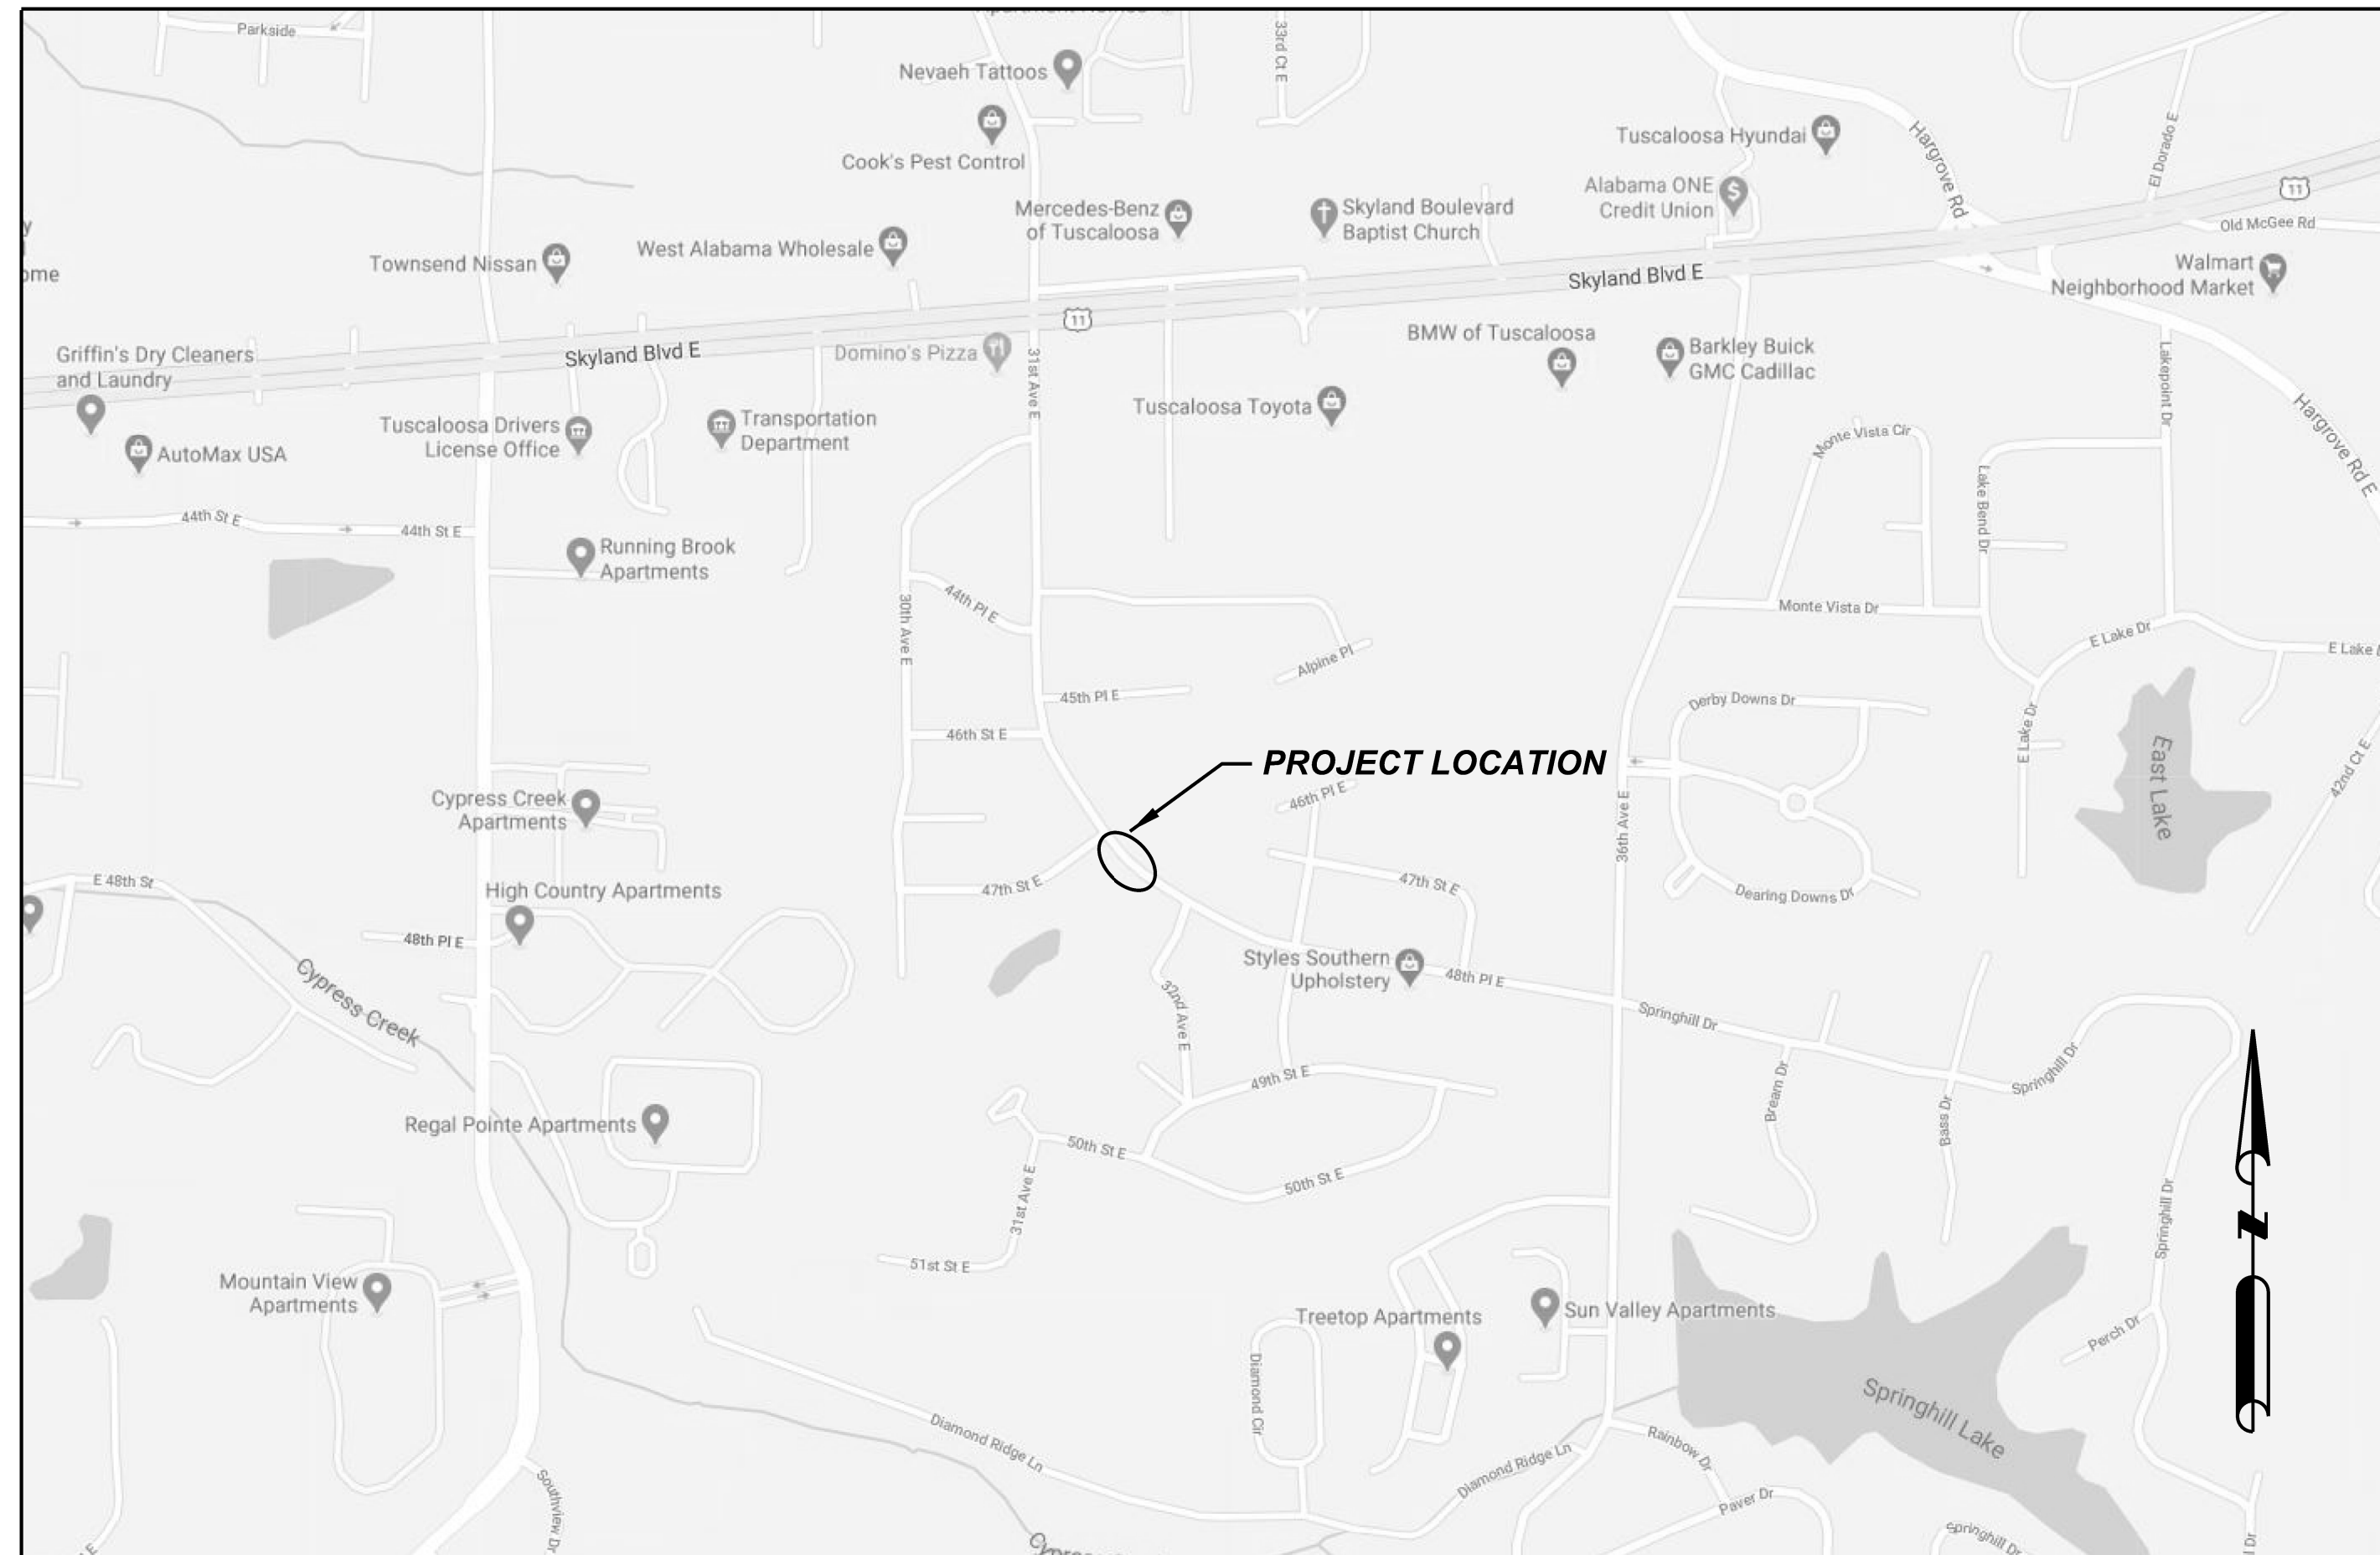 Parkside
33rd Ct E
Nevaeh Tattoos
Cook's Pest Control
Tuscaloosa Hyundai
Hargrove Rd
El Dorado E
11
Old McGee Rd
Alabama ONE
Credit Union
Mercedes-Benz
of Tuscaloosa
Skyland Boulevard
Baptist Church
West Alabama Wholesale
Townsend Nissan
ome
Walmart
Neighborhood Market
Skyland Blvd E
11
BMW of Tuscaloosa
Barkley Buick
GMC Cadillac
Skyland Blvd E
Domino's Pizza
31st Ave E
Griffin's Dry Cleaners
and Laundry
Lakepoint Dr
Hargrove Rd E
Tuscaloosa Toyota
Transportation
Department
Tuscaloosa Drivers
License Office
AutoMax USA
Monte Vista Cir
Lake Bend Dr
44th St E
44th St E
Running Brook
Apartments
30th Ave E
44th Pl E
Monte Vista Dr
E Lake Dr
E Lake
Alpine Pl
45th Pl E
46th St E
Derby Downs Dr
E Lake Dr
East Lake
42nd Ct E
PROJECT LOCATION
46th Pl E
36th Ave E
Cypress Creek
Apartments
E 48th St
High Country Apartments
47th St E
47th St E
Dearing Downs Dr
48th Pl E
Cypress Creek
Styles Southern
Upholstery
48th Pl E
32nd Ave E
Springhill Dr
Springhill Dr
49th St E
Bream Dr
Bass Dr
Regal Pointe Apartments
50th St E
50th St E
31st Ave E
Springhill Dr
N
51st St E
Mountain View
Apartments
Treetop Apartments
Sun Valley Apartments
Perch Dr
Diamond Cir
Springhill Lake
Diamond Ridge Ln
Diamond Ridge Ln
Rainbow Dr
Paver Dr
Southview Dr
Springhill Dr
l Dr
E